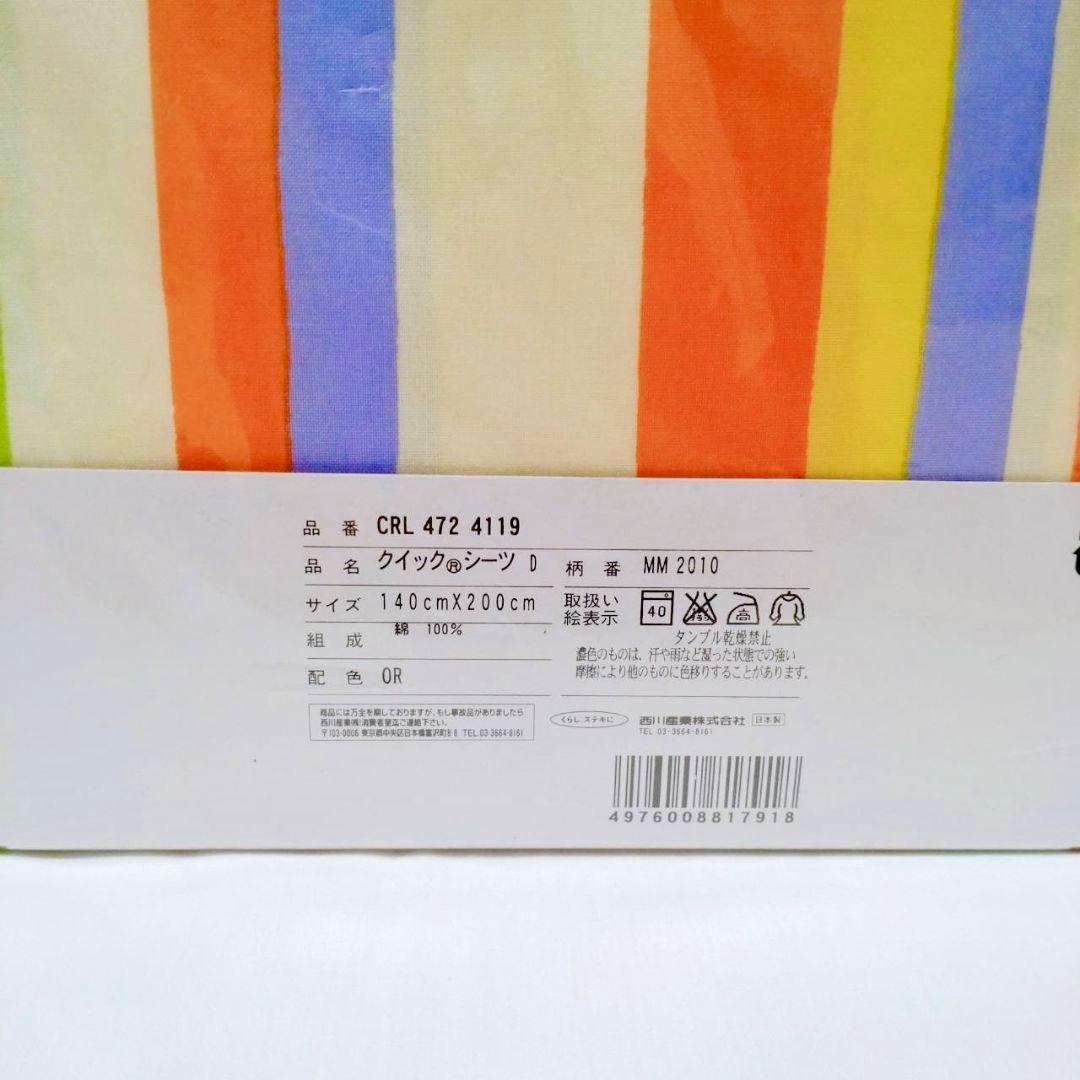 品番 CRL 472 4119
品名 クイック®シーツ D
柄番 MM 2010
サイズ 140cmX200cm
取扱い
絵表示
40
高
組成 綿 100%
タンブル乾燥禁止
濃色のものは、汗や雨など湿った状態での強い
摩擦により他のものに色移りすることがあります。
配色 OR
商品には万全を期しておりますが、もし事故品がありましたら
西川産業(株)消費者室迄ご連絡下さい。
〒103-0006 東京都中央区日本橋富沢町8-8 TEL.03-3664-8161
くらし、ステキに
西川産業株式会社 日本製
TEL 03-3664-8161
4976008817918